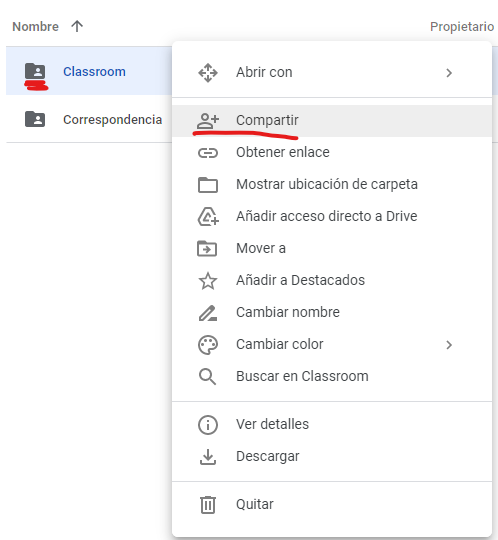 Nombre
Propietario
Classroom
Correspondencia
Abrir con
Compartir
Obtener enlace
Mostrar ubicación de carpeta
Añadir acceso directo a Drive
Mover a
Añadir a Destacados
Cambiar nombre
Cambiar color
Buscar en Classroom
Ver detalles
Descargar
Quitar